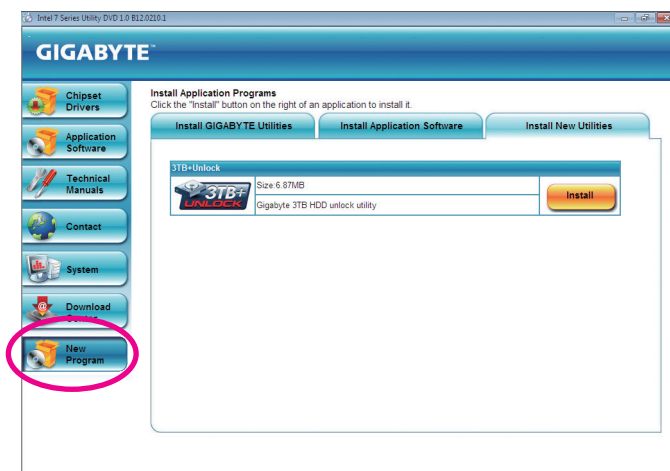 Intel 7 Series Utility DVD 1.0 B12.0210.1
GIGABYTE™
Chipset
Drivers
Application
Software
Technical
Manuals
Contact
System
Download
New
Program
Install Application Programs
Click the "Install" button on the right of an application to install it.
Install GIGABYTE Utilities
Install Application Software
Install New Utilities
3TB+Unlock
3TB+
UNLOCK
Size:6.87MB
Gigabyte 3TB HDD unlock utility
Install